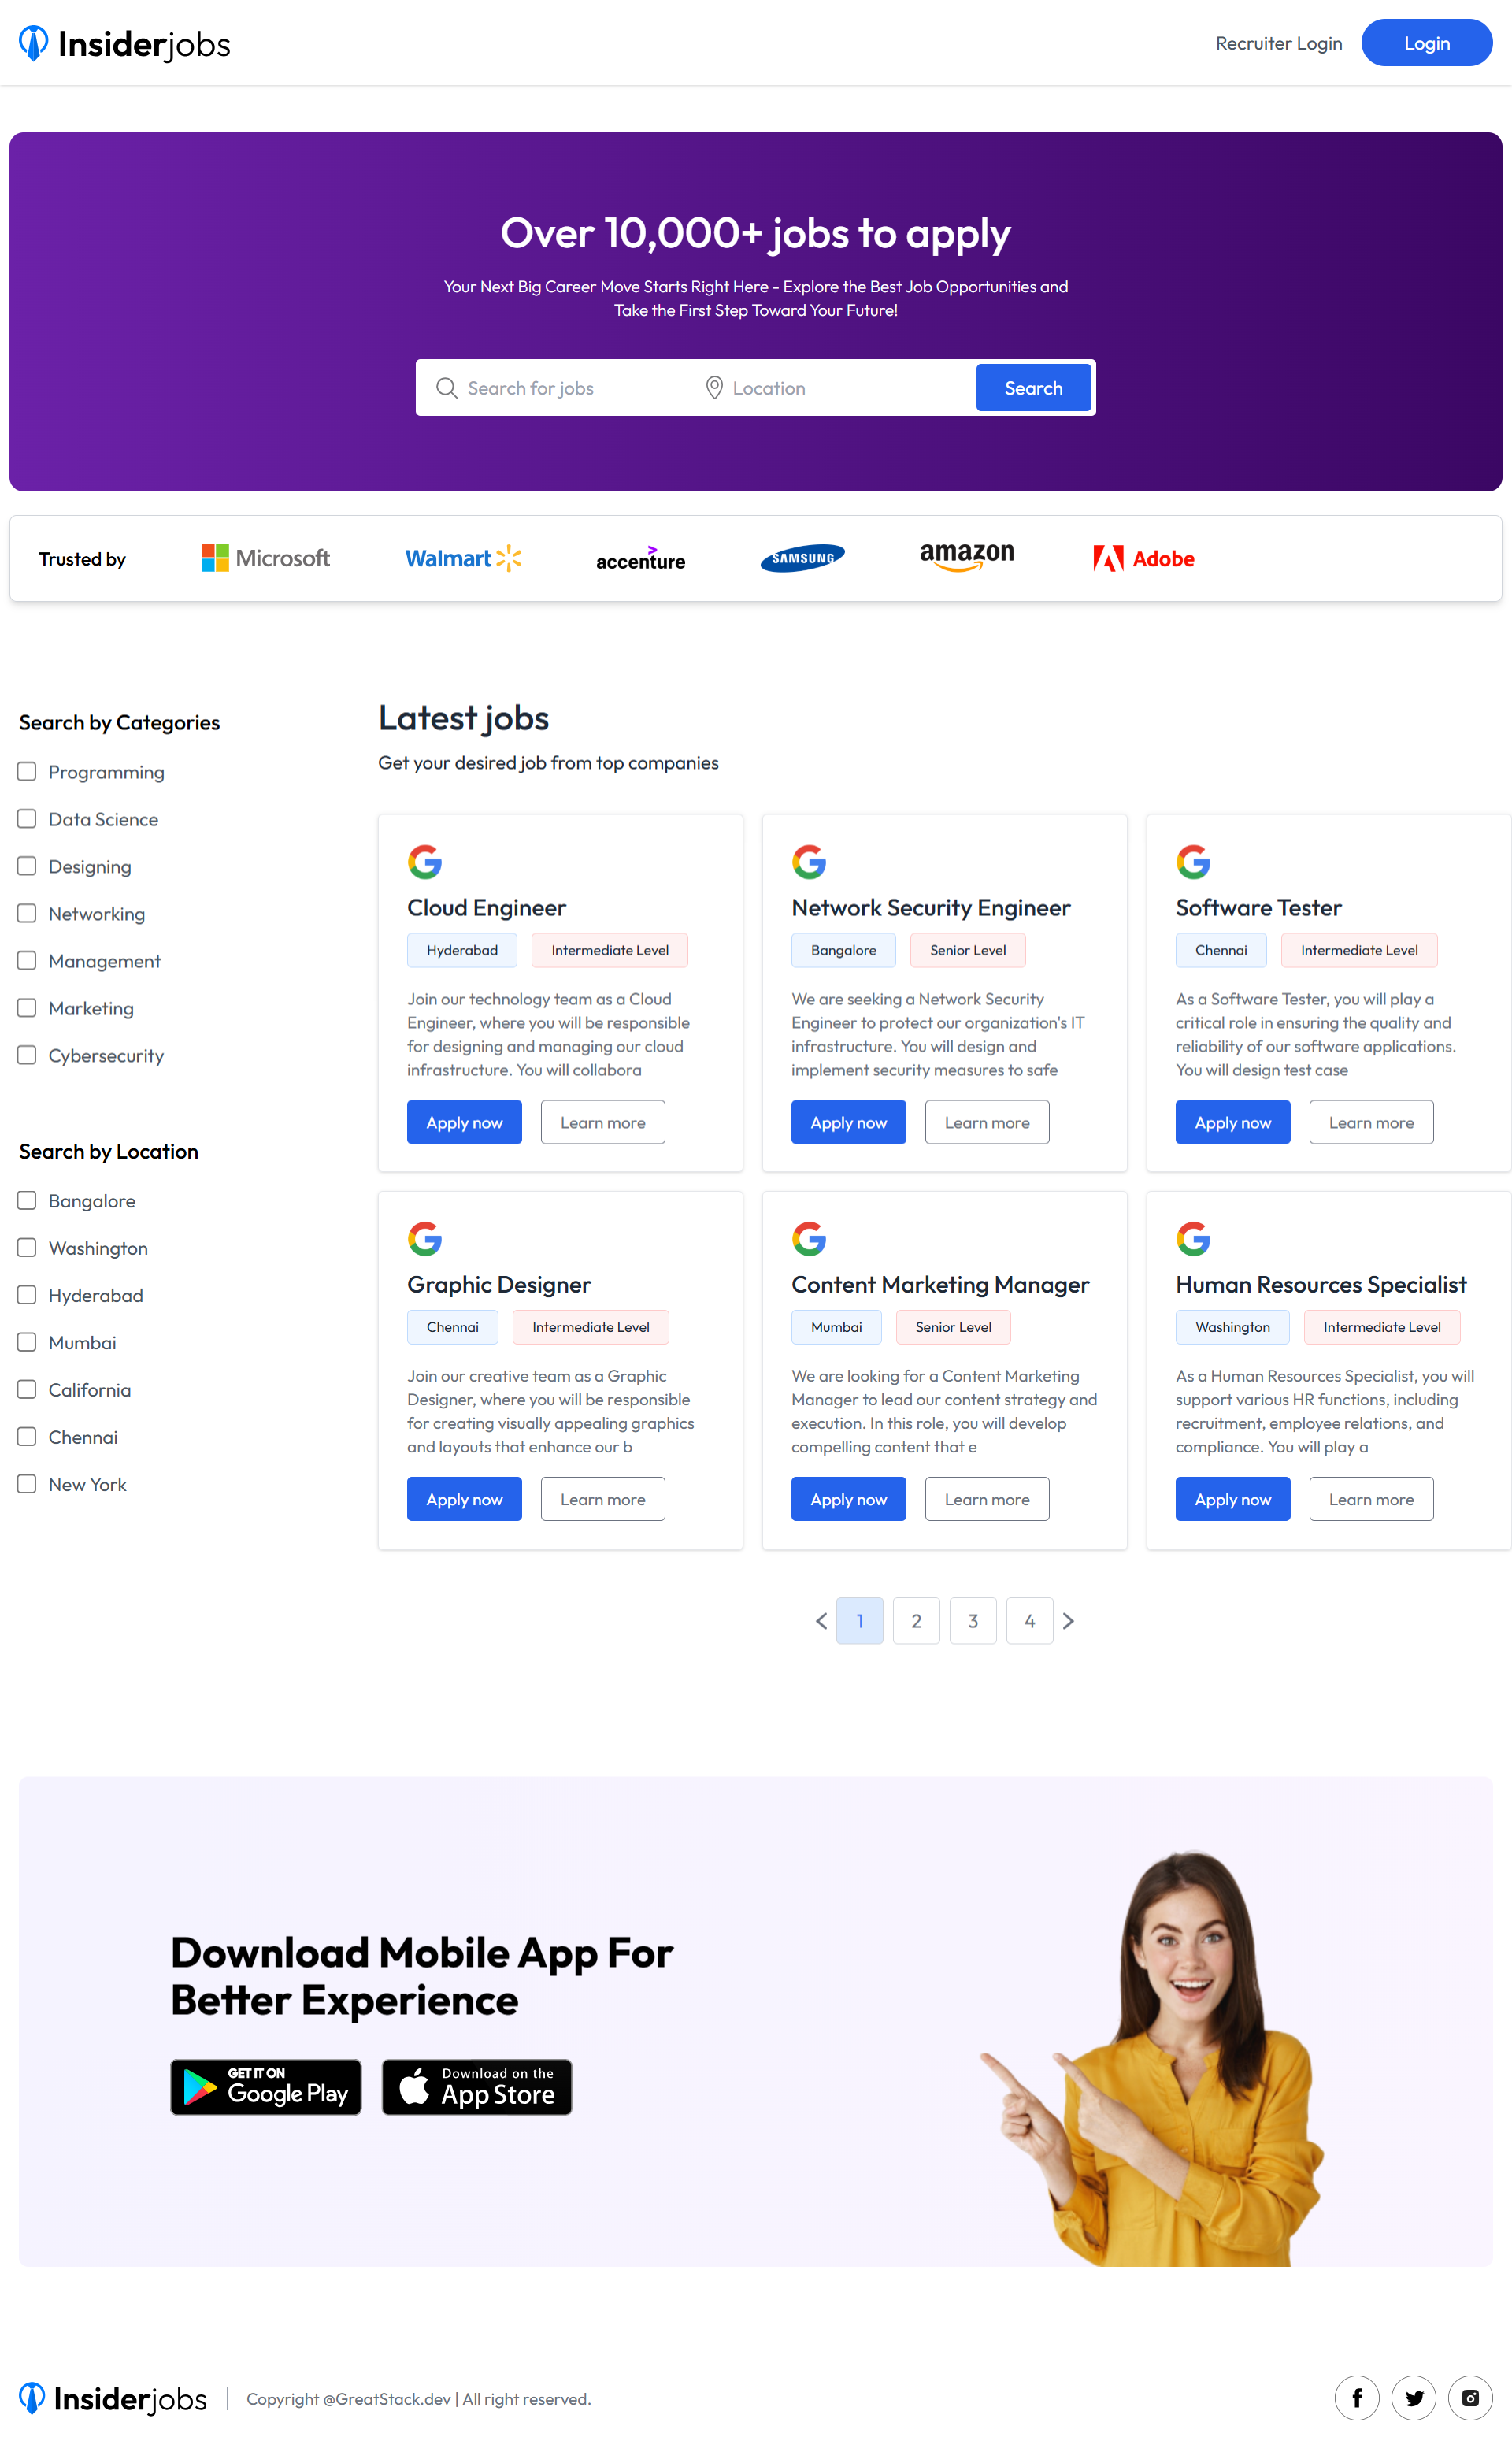 Insiderjobs
Recruiter Login
Login
Over 10,000+ jobs to apply
Your Next Big Career Move Starts Right Here - Explore the Best Job Opportunities and
Take the First Step Toward Your Future!
Search for jobs
Location
Search
Trusted by
Microsoft
Walmart
accenture
SAMSUNG
amazon
Adobe
Search by Categories
Programming
Data Science
Designing
Networking
Management
Marketing
Cybersecurity
Search by Location
Bangalore
Washington
Hyderabad
Mumbai
California
Chennai
New York
Latest jobs
Get your desired job from top companies
Cloud Engineer
Hyderabad
Intermediate Level
Join our technology team as a Cloud
Engineer, where you will be responsible
for designing and managing our cloud
infrastructure. You will collabora
Apply now
Learn more
Network Security Engineer
Bangalore
Senior Level
We are seeking a Network Security
Engineer to protect our organization's IT
infrastructure. You will design and
implement security measures to safe
Apply now
Learn more
Software Tester
Chennai
Intermediate Level
As a Software Tester, you will play a
critical role in ensuring the quality and
reliability of our software applications.
You will design test case
Apply now
Learn more
Graphic Designer
Chennai
Intermediate Level
Join our creative team as a Graphic
Designer, where you will be responsible
for creating visually appealing graphics
and layouts that enhance our b
Apply now
Learn more
Content Marketing Manager
Mumbai
Senior Level
We are looking for a Content Marketing
Manager to lead our content strategy and
execution. In this role, you will develop
compelling content that e
Apply now
Learn more
Human Resources Specialist
Washington
Intermediate Level
As a Human Resources Specialist, you will
support various HR functions, including
recruitment, employee relations, and
compliance. You will play a
Apply now
Learn more
1 2 3 4
Download Mobile App For
Better Experience
GET IT ON
Google Play
Download on the
App Store
Insiderjobs
Copyright @GreatStack.dev | All right reserved.